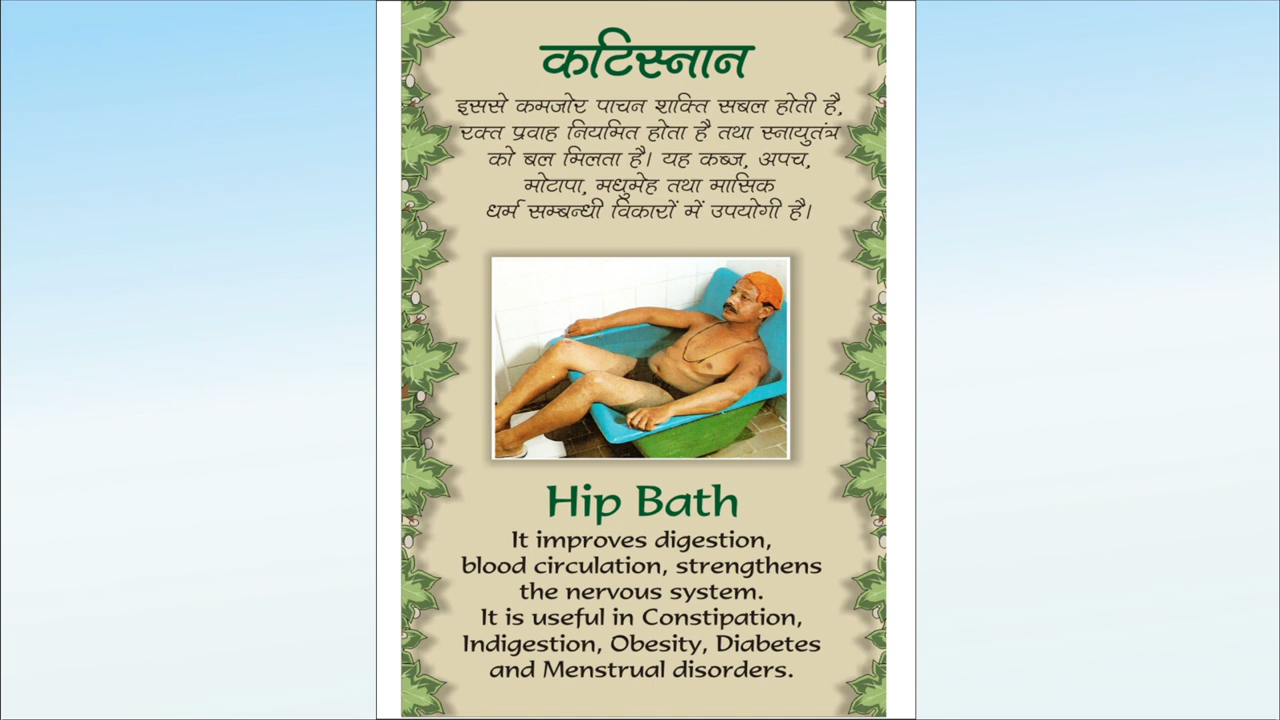 कटिस्नान
इससे कमजोर पाचन शक्ति सबल होती है,
रक्त प्रवाह नियमित होता है तथा स्नायुतंत्र
को बल मिलता है। यह कब्ज, अपच,
मोटापा, मधुमेह तथा मासिक
धर्म सम्बन्धी विकारों में उपयोगी है।
Hip Bath
It improves digestion,
blood circulation, strengthens
the nervous system.
It is useful in Constipation,
Indigestion, Obesity, Diabetes
and Menstrual disorders.